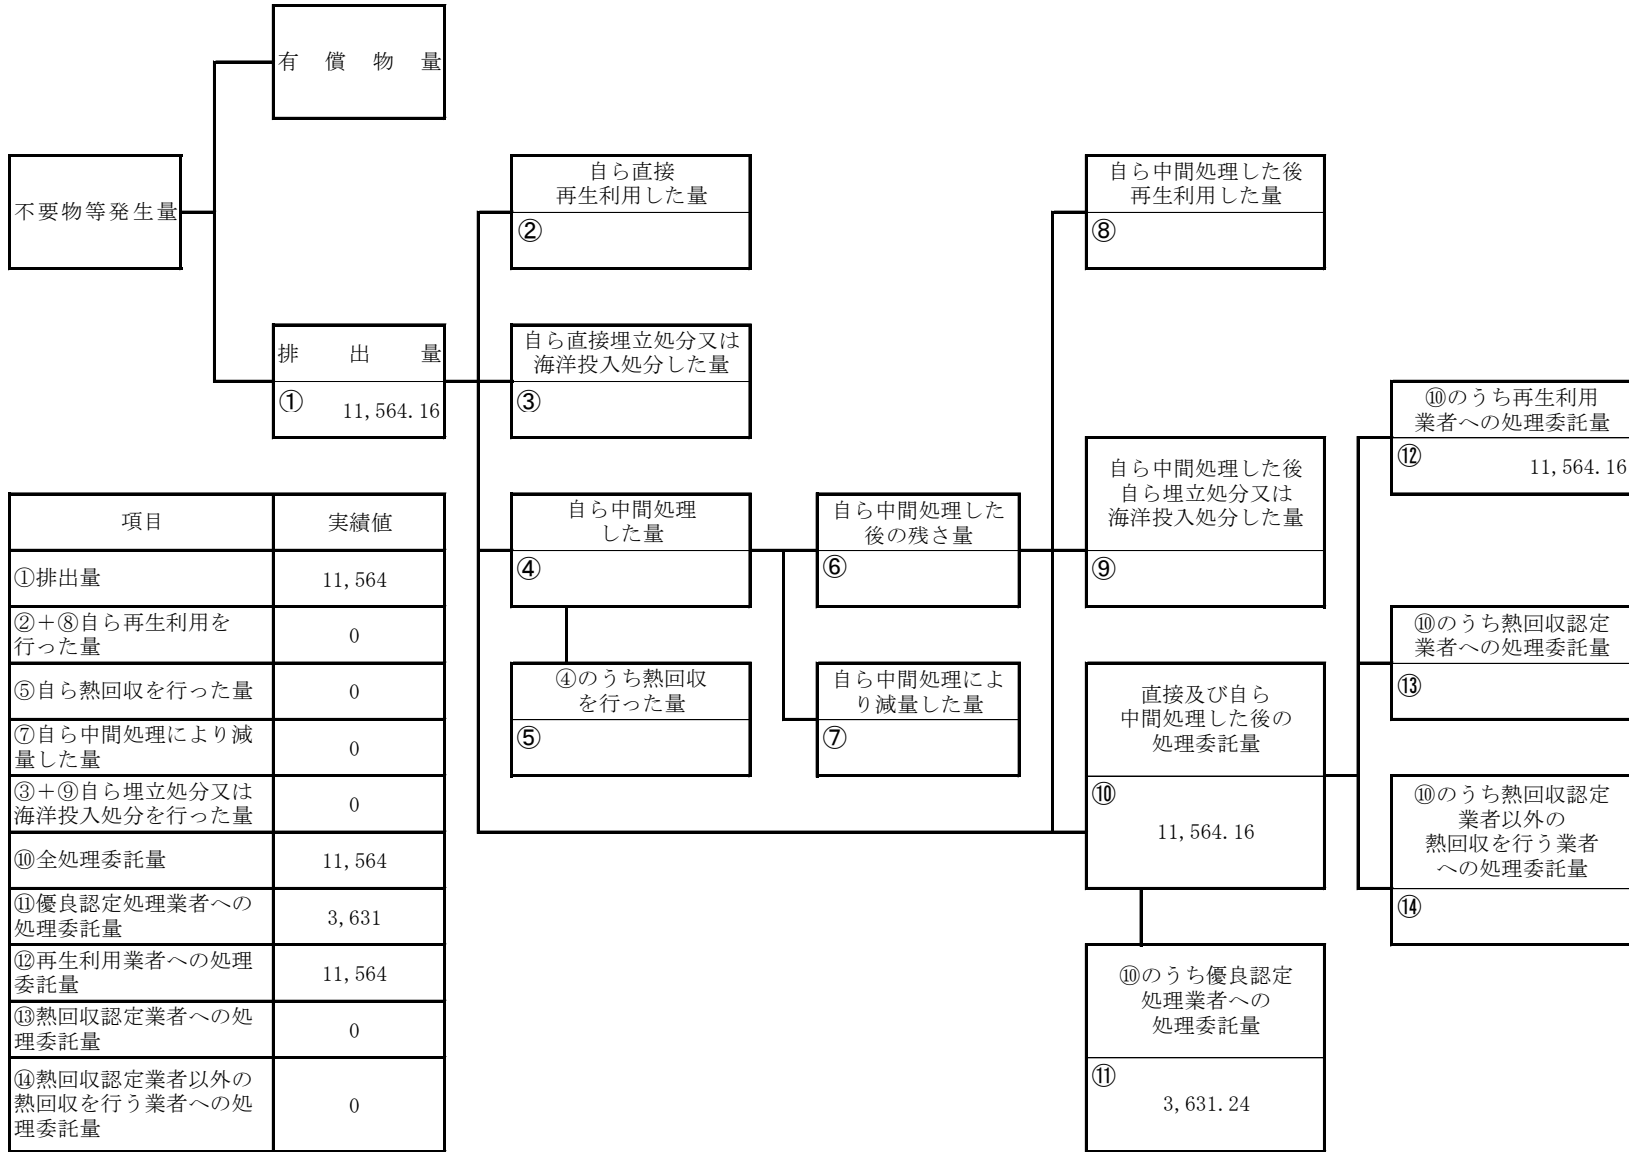 有償物量
不要物等発生量
排出量
① 11,564.16
自ら直接
再生利用した量
②
自ら直接埋立処分又は
海洋投入処分した量
③
自ら中間処理
した量
④
④のうち熱回収
を行った量
⑤
自ら中間処理した
後の残さ量
⑥
自ら中間処理によ
り減量した量
⑦
自ら中間処理した後
再生利用した量
⑧
自ら中間処理した後
自ら埋立処分又は
海洋投入処分した量
⑨
直接及び自ら
中間処理した後の
処理委託量
⑩
11,564.16
⑩のうち優良認定
処理業者への
処理委託量
⑪
3,631.24
⑩のうち再生利用
業者への処理委託量
⑫
11,564.16
⑩のうち熱回収認定
業者への処理委託量
⑬
⑩のうち熱回収認定
業者以外の
熱回収を行う業者
への処理委託量
⑭
項目 実績値
①排出量 11,564
②＋⑧自ら再生利用を
行った量 0
⑤自ら熱回収を行った量 0
⑦自ら中間処理により減
量した量 0
③＋⑨自ら埋立処分又は
海洋投入処分を行った量 0
⑩全処理委託量 11,564
⑪優良認定処理業者への
処理委託量 3,631
⑫再生利用業者への処理
委託量 11,564
⑬熱回収認定業者への処
理委託量 0
⑭熱回収認定業者以外の
熱回収を行う業者への処
理委託量 0